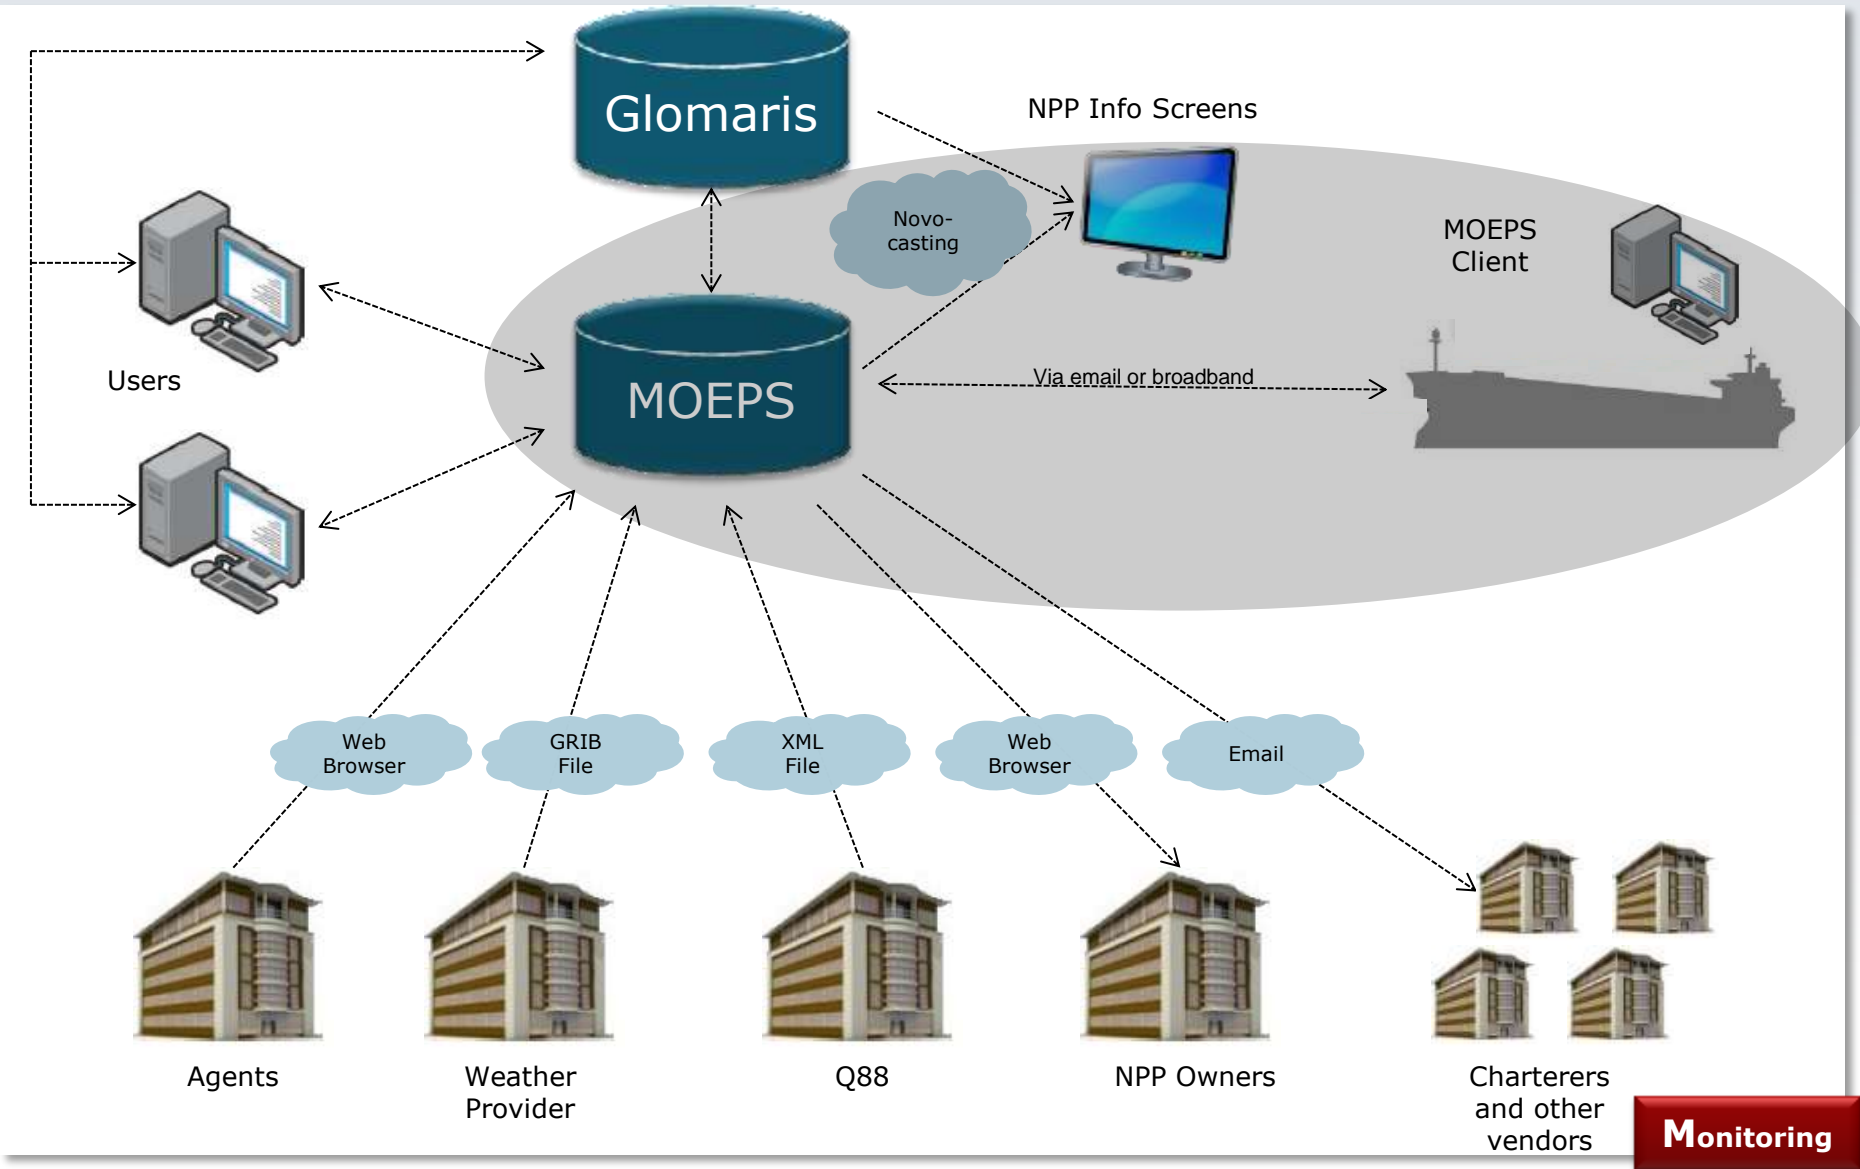 Glomaris
NPP Info Screens
Novo-
casting
MOEPS
Client
Users
MOEPS
Via email or broadband
Web
Browser
GRIB
File
XML
File
Web
Browser
Email
Agents
Weather
Provider
Q88
NPP Owners
Charterers
and other
vendors
Monitoring